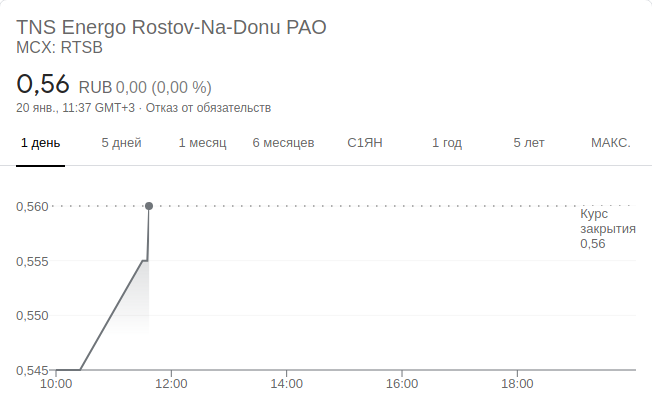 TNS Energo Rostov-Na-Donu PAO
MCX: RTSB
0,56 RUB 0,00 (0,00 %)
20 янв., 11:37 GMT+3 · Отказ от обязательств
1 день 5 дней 1 месяц 6 месяцев С1ЯН 1 год 5 лет МАКС.
0,560
Курс
закрытия
0,56
0,555
0,550
0,545
10:00 12:00 14:00 16:00 18:00